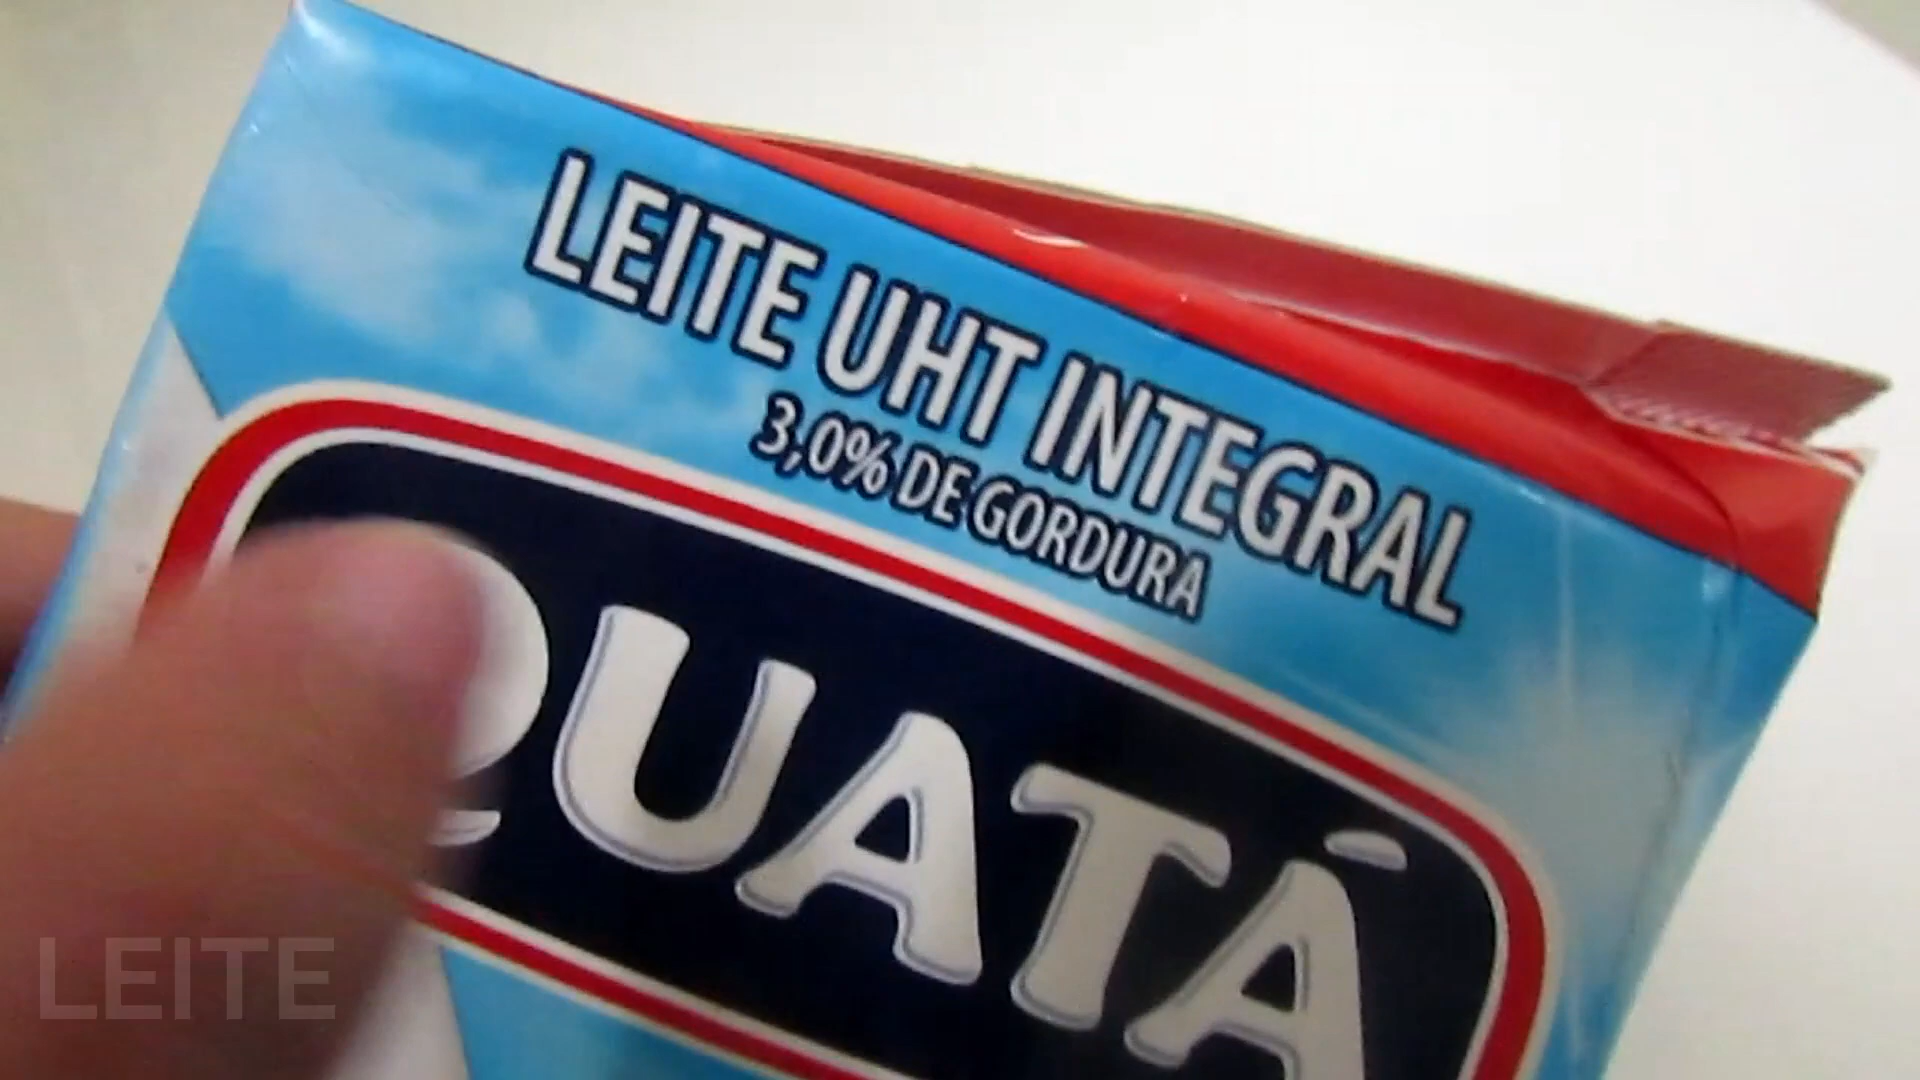 LEITE UHT INTEGRAL
3,0% DE GORDURA
QUATÁ
LEITE